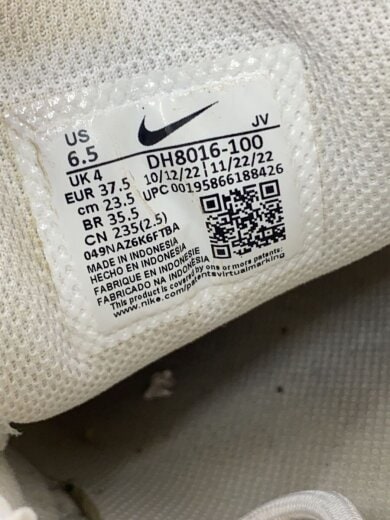 US
6.5
JV
UK 4
DH8016-100
EUR 37.5
10/12/22 | 11/22/22
cm 23.5
UPC 00195866188426
BR 35.5
CN 235(2.5)
049NAZ6K6FTBA
MADE IN INDONESIA
HECHO EN INDONESIA
FABRIQUÉ EN INDONESIE
FABRICADO NA INDONÉSIA
This product is covered by one or more patents:
www.nike.com/patentsvirtualmarking